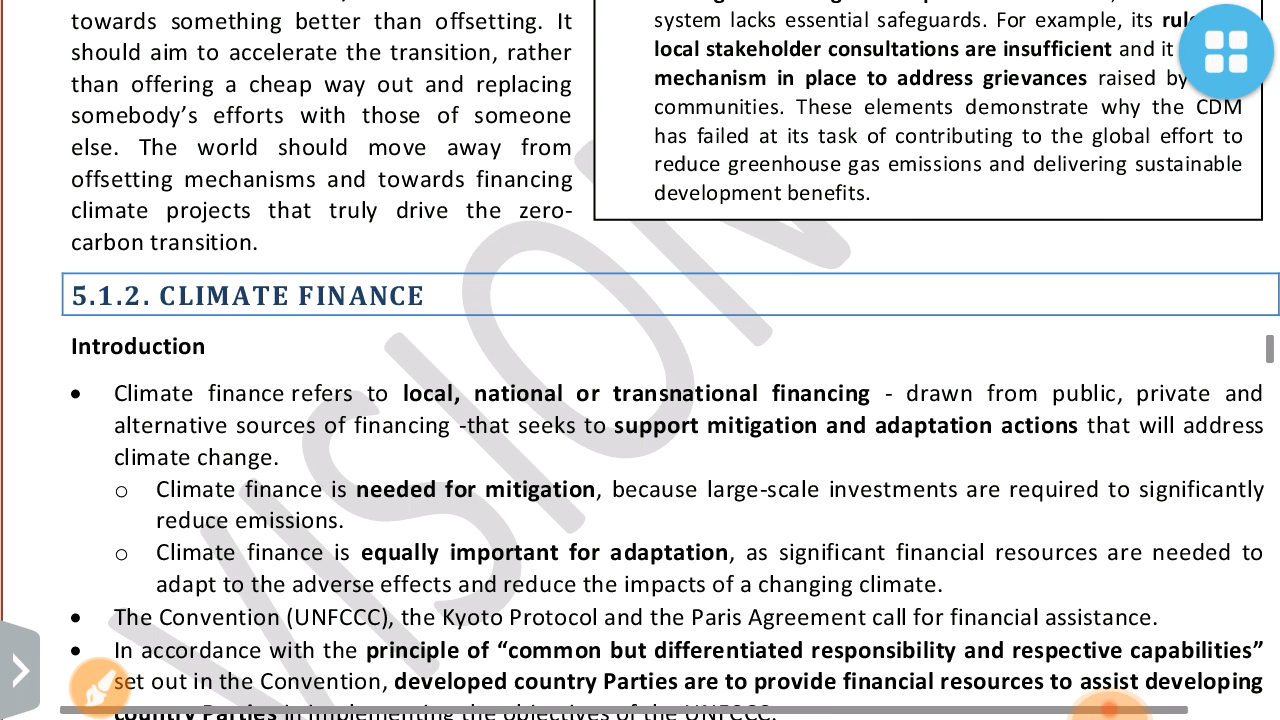 towards something better than offsetting. It
should aim to accelerate the transition, rather
than offering a cheap way out and replacing
somebody’s efforts with those of someone
else. The world should move away from
offsetting mechanisms and towards financing
climate projects that truly drive the zero-
carbon transition.
system lacks essential safeguards. For example, its
local stakeholder consultations are insufficient and it
mechanism in place to address grievances raised by
communities. These elements demonstrate why the CDM
has failed at its task of contributing to the global effort to
reduce greenhouse gas emissions and delivering sustainable
development benefits.
5.1.2. CLIMATE FINANCE
Introduction
• Climate finance refers to local, national or transnational financing - drawn from public, private and
alternative sources of financing -that seeks to support mitigation and adaptation actions that will address
climate change.
o Climate finance is needed for mitigation, because large-scale investments are required to significantly
reduce emissions.
o Climate finance is equally important for adaptation, as significant financial resources are needed to
adapt to the adverse effects and reduce the impacts of a changing climate.
• The Convention (UNFCCC), the Kyoto Protocol and the Paris Agreement call for financial assistance.
• In accordance with the principle of “common but differentiated responsibility and respective capabilities”
set out in the Convention, developed country Parties are to provide financial resources to assist developing
country Parties in implementing the objectives of the UNFCCC.
VISION